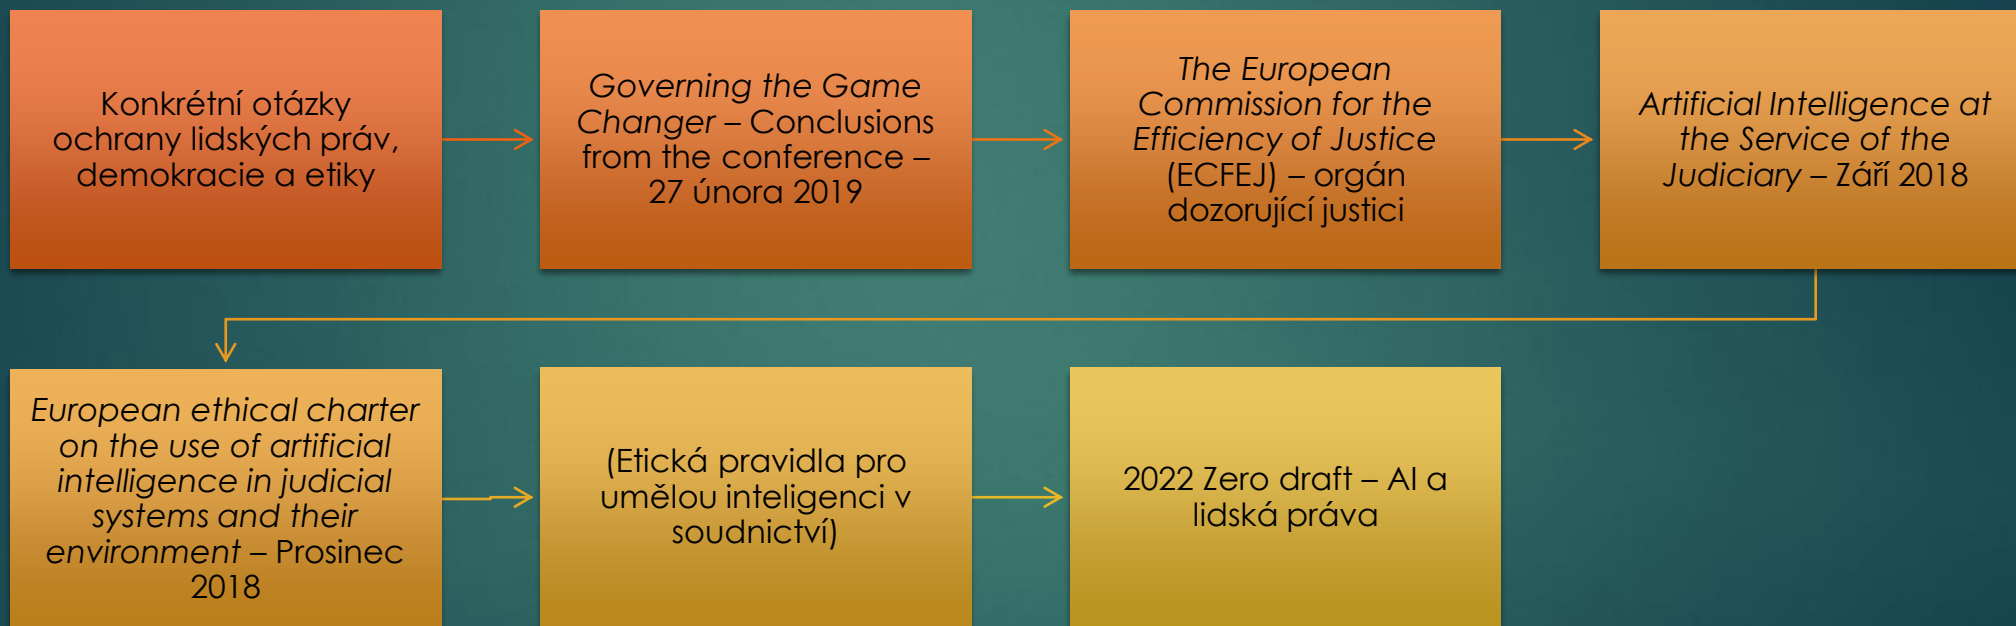 Konkrétní otázky
ochrany lidských práv,
demokracie a etiky
Governing the Game
Changer – Conclusions
from the conference –
27 února 2019
The European
Commission for the
Efficiency of Justice
(ECFEJ) – orgán
dozorující justici
Artificial Intelligence at
the Service of the
Judiciary – Září 2018
European ethical charter
on the use of artificial
intelligence in judicial
systems and their
environment – Prosinec
2018
(Etická pravidla pro
umělou inteligenci v
soudnictví)
2022 Zero draft – AI a
lidská práva